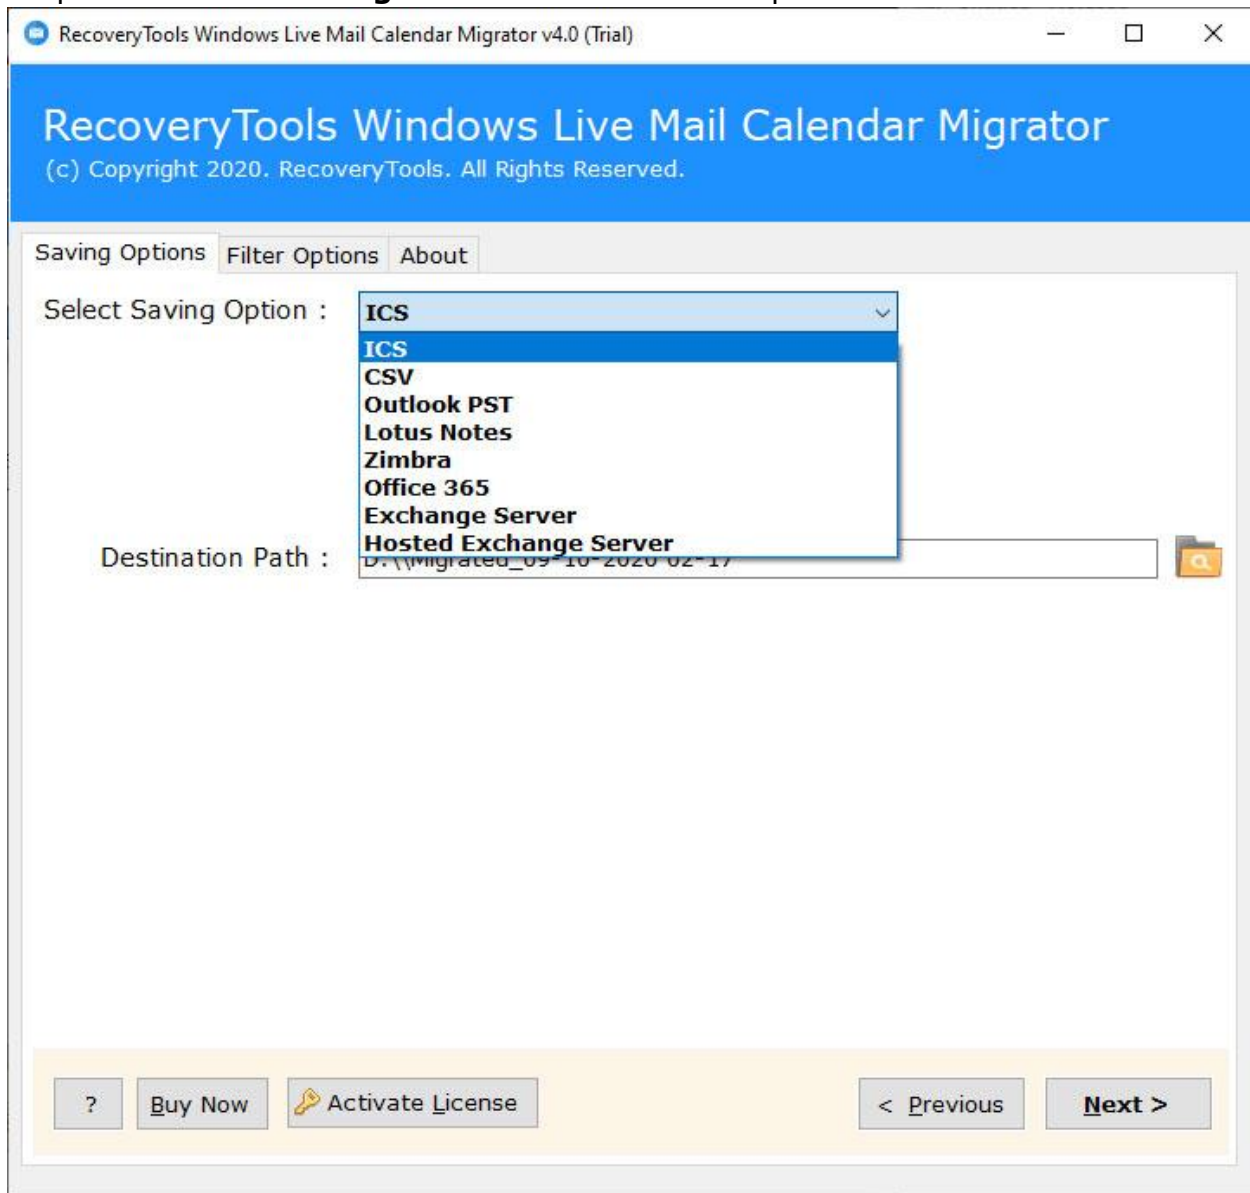 RecoveryTools Windows Live Mail Calendar Migrator v4.0 (Trial)
RecoveryTools Windows Live Mail Calendar Migrator
(c) Copyright 2020. RecoveryTools. All Rights Reserved.
Saving Options Filter Options About
Select Saving Option : ICS
ICS
CSV
Outlook PST
Lotus Notes
Zimbra
Office 365
Exchange Server
Hosted Exchange Server
Destination Path :
? Buy Now Activate License < Previous Next >